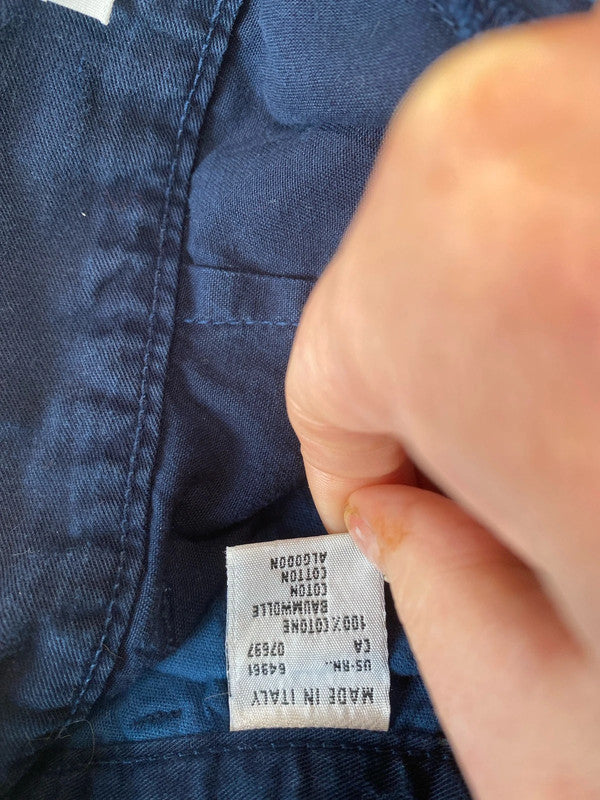 MADE IN ITALY
US-RN.. 64961
CA 07697
100% COTONE
BAUMWOLLE
COTON
COTTON
ALGODON